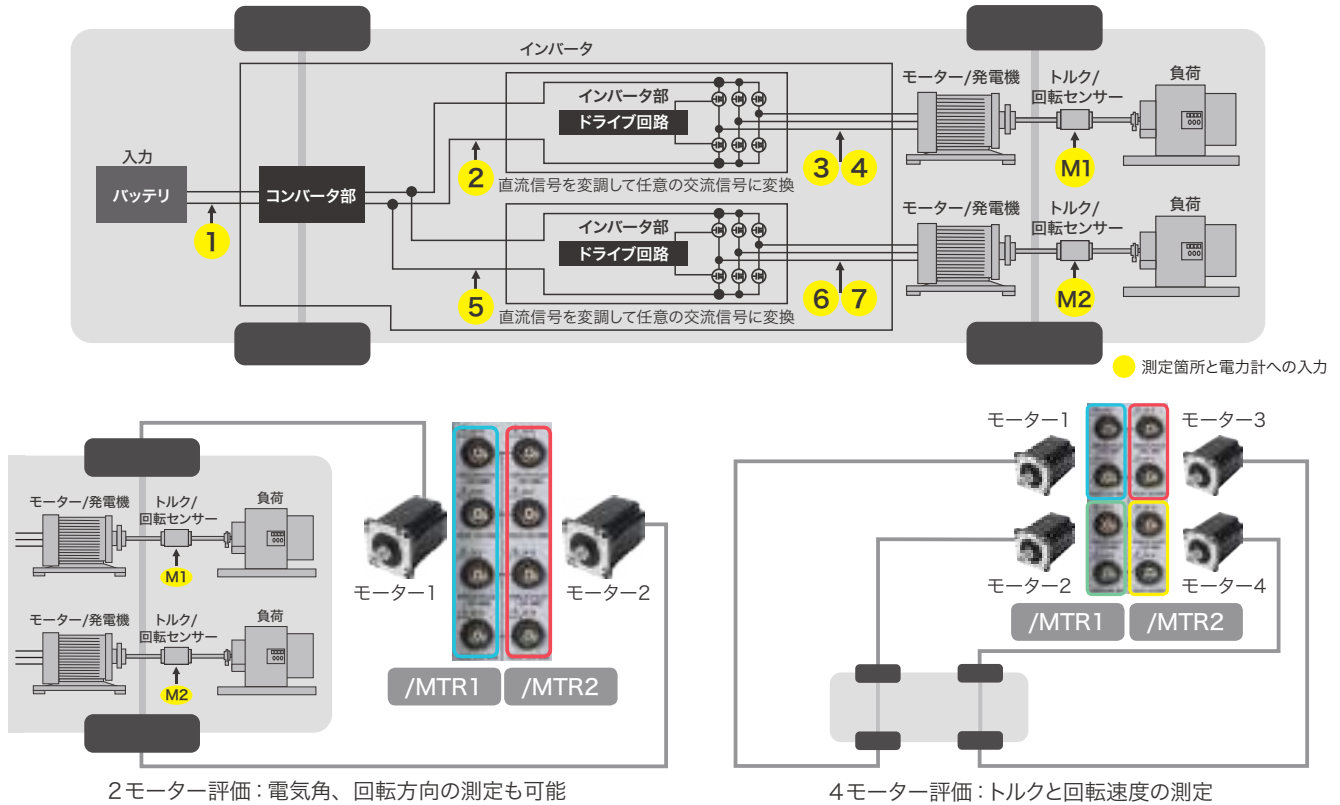 インバータ
インバータ部
ドライブ回路
直流信号を変調して任意の交流信号に変換
入力
バッテリ
コンバータ部
1
2
3 4
モーター/発電機
トルク/
回転センサー
負荷
M1
インバータ部
ドライブ回路
直流信号を変調して任意の交流信号に変換
5
6 7
モーター/発電機
トルク/
回転センサー
負荷
M2
測定箇所と電力計への入力
モーター/発電機
トルク/
回転センサー
負荷
M1
モーター/発電機
トルク/
回転センサー
負荷
M2
モーター1
モーター2
/MTR1
/MTR2
2モーター評価:電気角、回転方向の測定も可能
モーター1
モーター3
モーター2
モーター4
/MTR1
/MTR2
4モーター評価:トルクと回転速度の測定